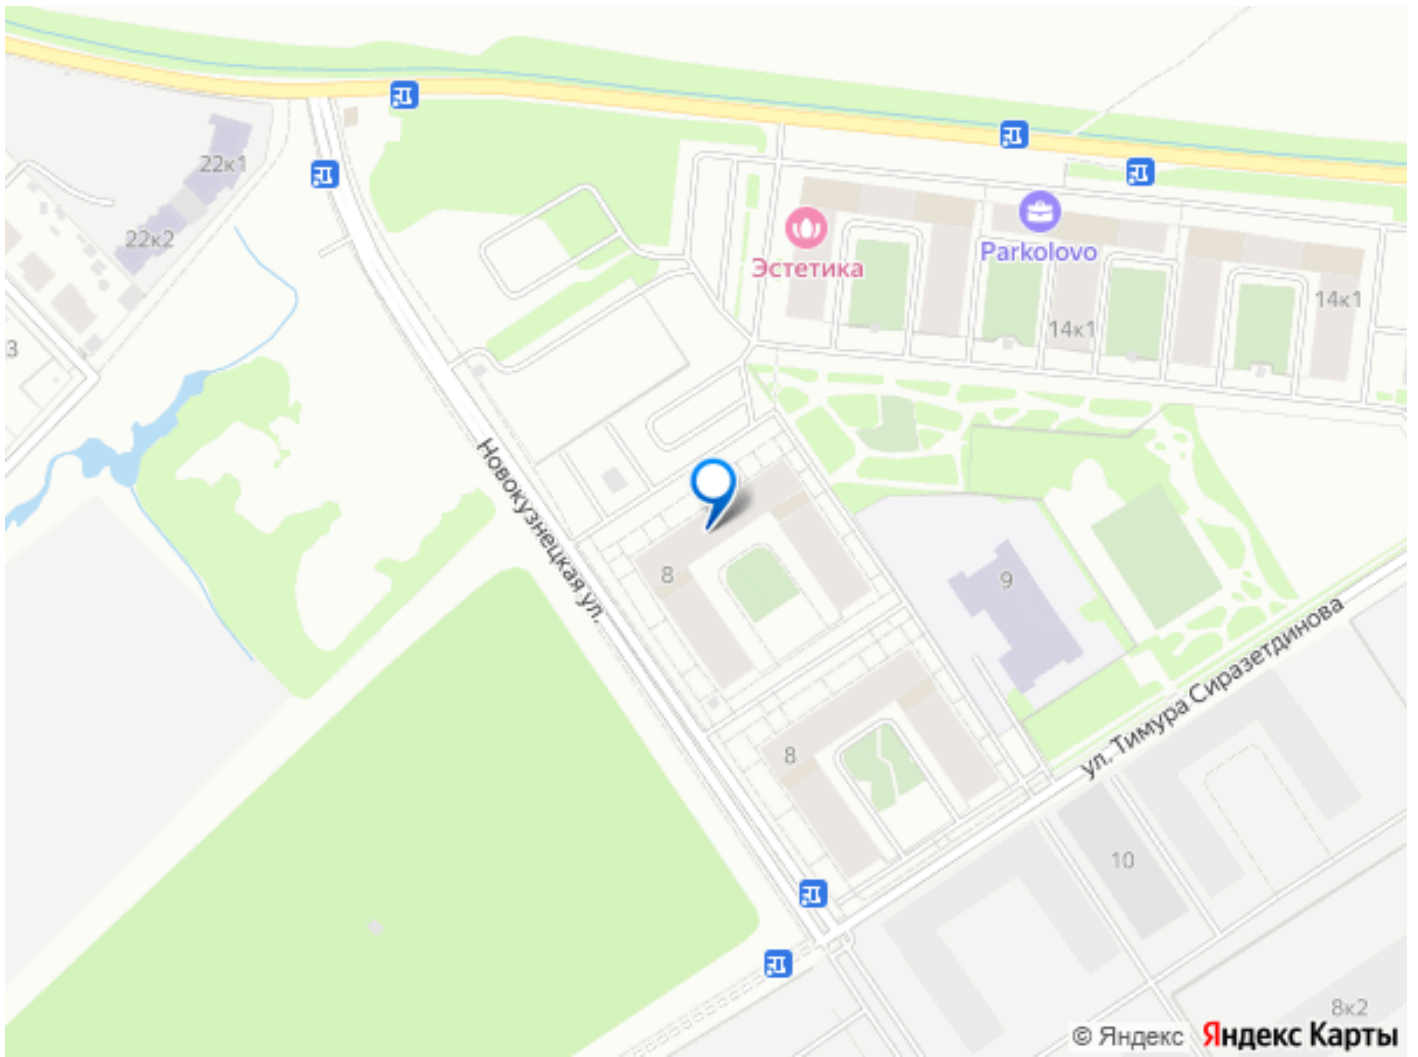 22к1
22к2
3
Эстетика
Parkolovo
14к1
14к1
Новокузнецкая ул.
8
9
ул. Тимура Сиразетдинова
8
10
8к2
© Яндекс Яндекс Карты